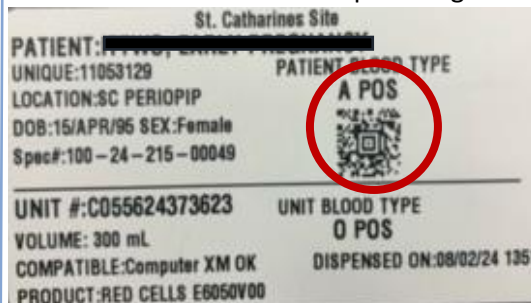 St. Catharines Site
PATIENT:
UNIQUE:11053129
PATIENT BLOOD TYPE
LOCATION:SC PERIOPIP
A POS
DOB:15/APR/95 SEX:Female
Spec#:100-24-215-00049
UNIT #:C055624373623
UNIT BLOOD TYPE
VOLUME: 300 mL
O POS
COMPATIBLE:Computer XM OK
DISPENSED ON:08/02/24 135
PRODUCT:RED CELLS E6050V00